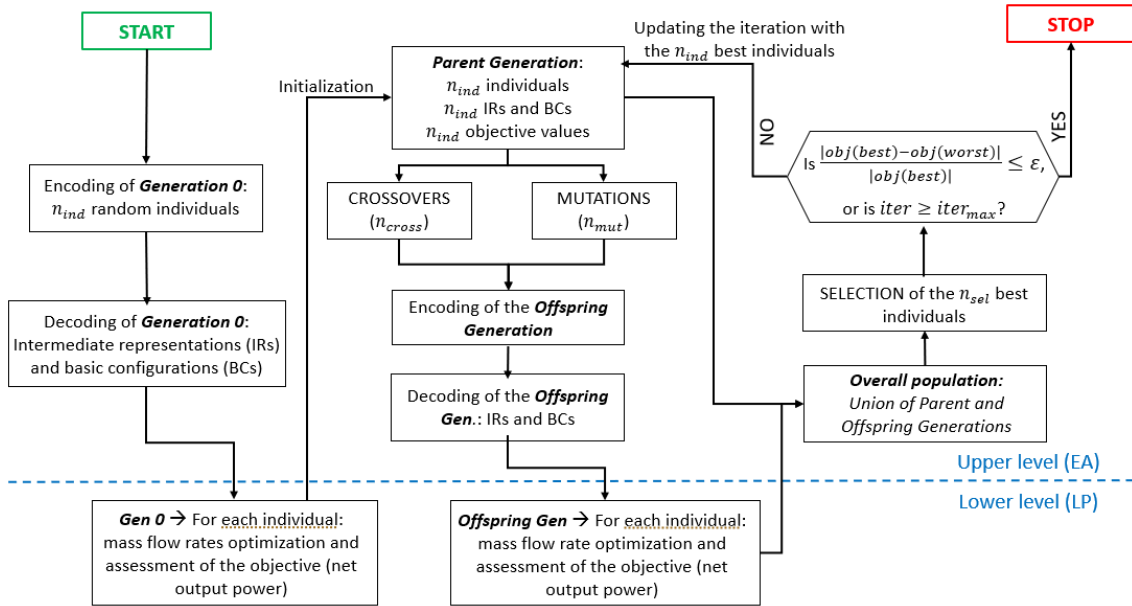 START
Encoding of Generation 0:
n_ind random individuals
Decoding of Generation 0:
Intermediate representations (IRs)
and basic configurations (BCs)
Gen 0 → For each individual:
mass flow rates optimization and
assessment of the objective (net
output power)
Initialization
Parent Generation:
n_ind individuals
n_ind IRs and BCs
n_ind objective values
CROSSOVERS
(n_cross)
MUTATIONS
(n_mut)
Encoding of the Offspring
Generation
Decoding of the Offspring
Gen.: IRs and BCs
Offspring Gen → For each individual:
mass flow rate optimization and
assessment of the objective (net
output power)
Overall population:
Union of Parent and
Offspring Generations
SELECTION of the n_sel best
individuals
Is |obj(best)−obj(worst)| / |obj(best)| ≤ ε,
or is iter ≥ iter_max?
NO
YES
Updating the iteration with
the n_ind best individuals
STOP
Upper level (EA)
Lower level (LP)